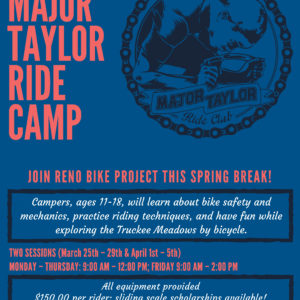 MAJOR
TAYLOR
RIDE
CAMP
MAJOR TAYLOR
Ride Club
JOIN RENO BIKE PROJECT THIS SPRING BREAK!
Campers, ages 11-18, will learn about bike safety and
mechanics, practice riding techniques, and have fun while
exploring the Truckee Meadows by bicycle.
TWO SESSIONS (March 25th - 29th & April 1st - 5th)
MONDAY - THURSDAY: 9:00 AM - 12:00 PM; FRIDAY 9:00 AM - 2:00 PM
All equipment provided
$150.00 per rider; sliding scale scholarships available!